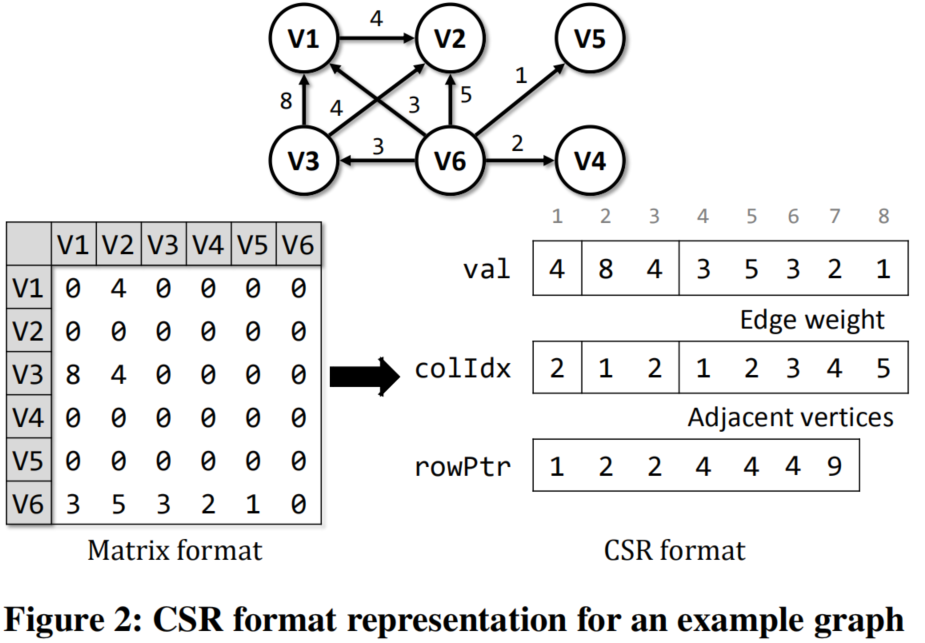 4
V1 V2 V5
8 4 3 5 1
V3 3 V6 2 V4
V1 V2 V3 V4 V5 V6
V1 0 4 0 0 0 0
V2 0 0 0 0 0 0
V3 8 4 0 0 0 0
V4 0 0 0 0 0 0
V5 0 0 0 0 0 0
V6 3 5 3 2 1 0
Matrix format
1 2 3 4 5 6 7 8
val 4 8 4 3 5 3 2 1
Edge weight
colIdx 2 1 2 1 2 3 4 5
Adjacent vertices
rowPtr 1 2 2 4 4 4 9
CSR format
Figure 2: CSR format representation for an example graph